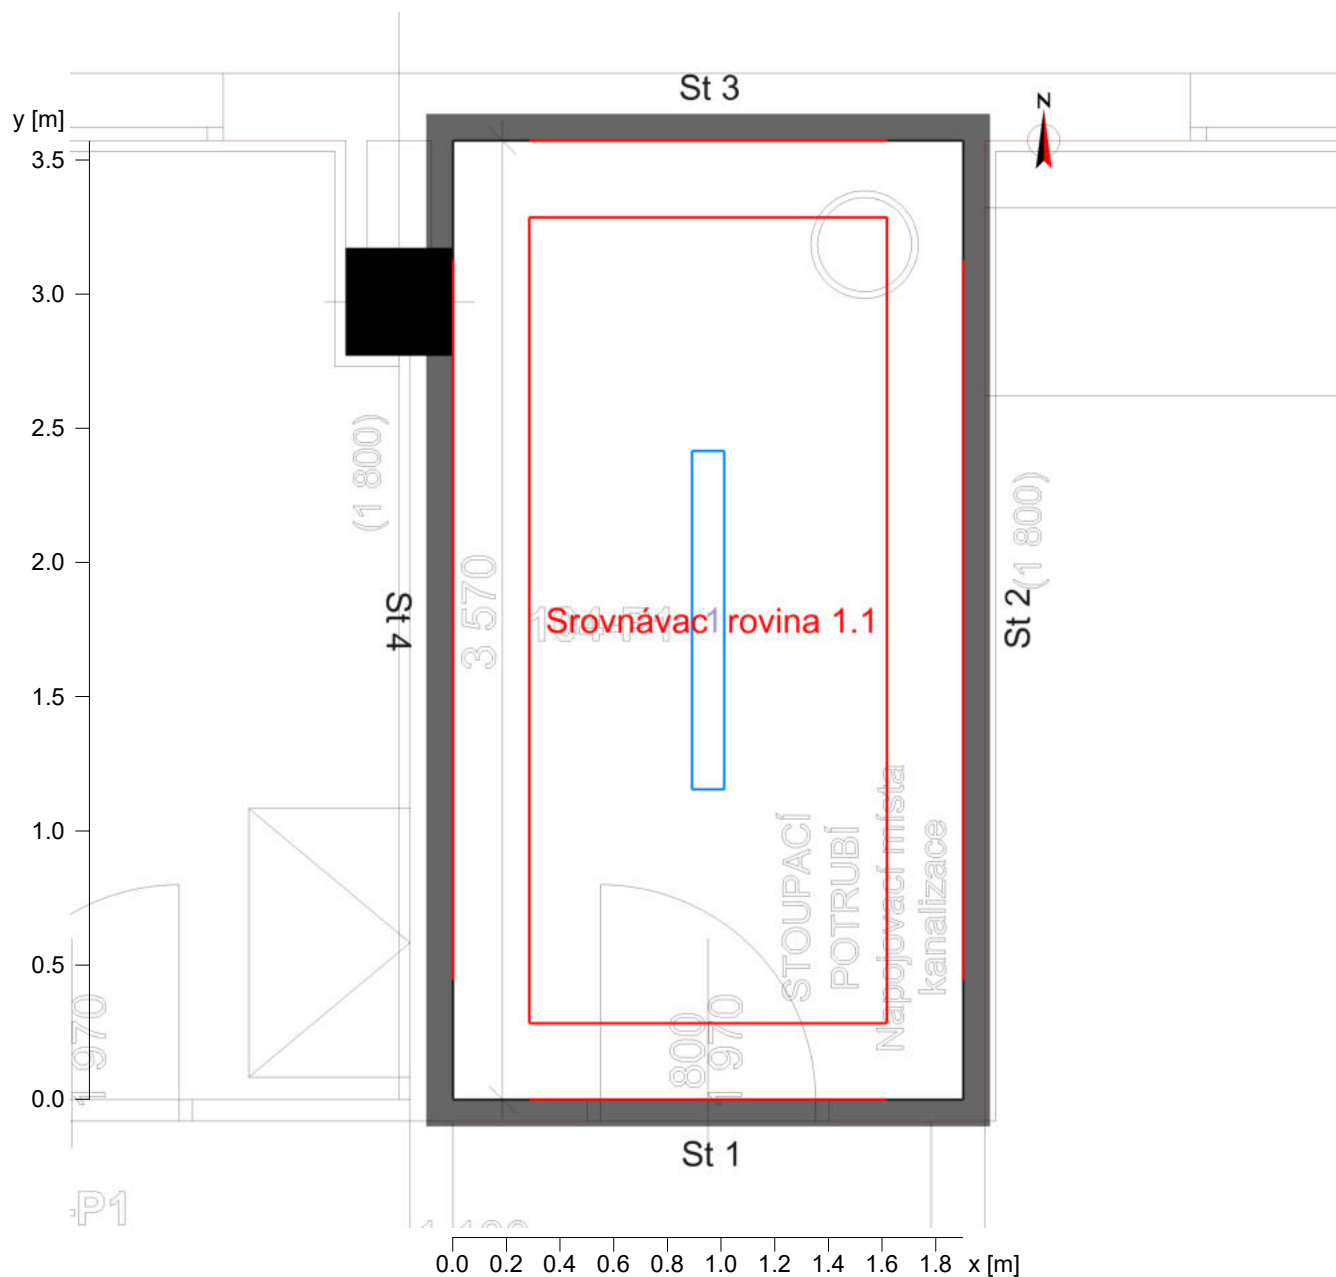 St 3
N
y [m]
3.5
3.0
2.5
2.0
1.5
1.0
0.5
0.0
(1 800)
(1 800)
St 4
3 570
Srovnávací rovina 1.1
1
St 2
STOUPACÍ
POTRUBÍ
Napojovací místa
kanalizace
1 970
800
1 970
St 1
-P1
0.0 0.2 0.4 0.6 0.8 1.0 1.2 1.4 1.6 1.8 x [m]